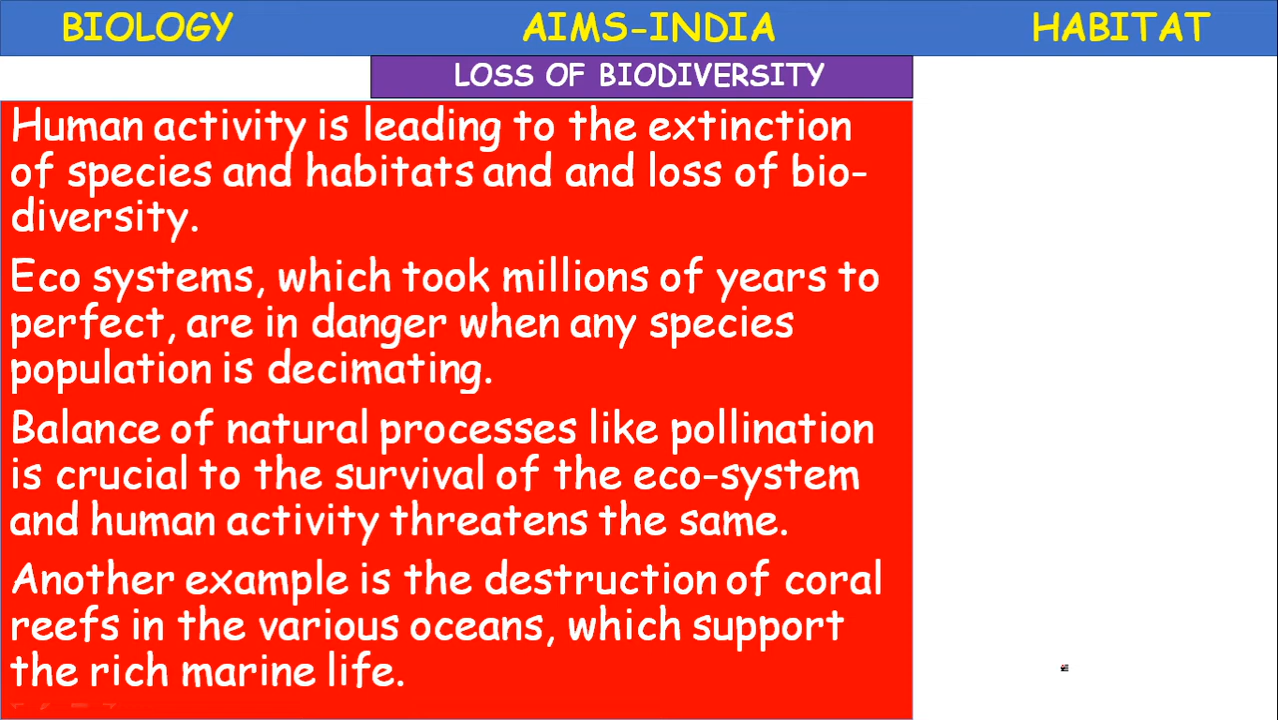 BIOLOGY AIMS-INDIA HABITAT
LOSS OF BIODIVERSITY
Human activity is leading to the extinction
of species and habitats and and loss of bio-
diversity.
Eco systems, which took millions of years to
perfect, are in danger when any species
population is decimating.
Balance of natural processes like pollination
is crucial to the survival of the eco-system
and human activity threatens the same.
Another example is the destruction of coral
reefs in the various oceans, which support
the rich marine life.